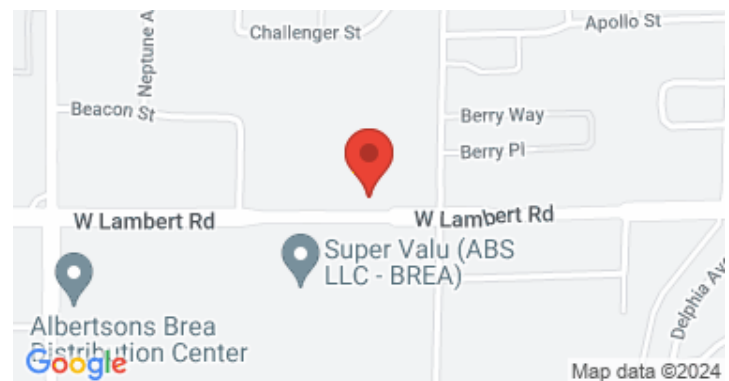 Apollo St
Challenger St
Neptune A
Beacon St
Berry Way
Berry Pl
W Lambert Rd
W Lambert Rd
Super Valu (ABS
LLC - BREA)
Delphia Av
Albertsons Brea
Distribution Center
Google
Map data ©2024